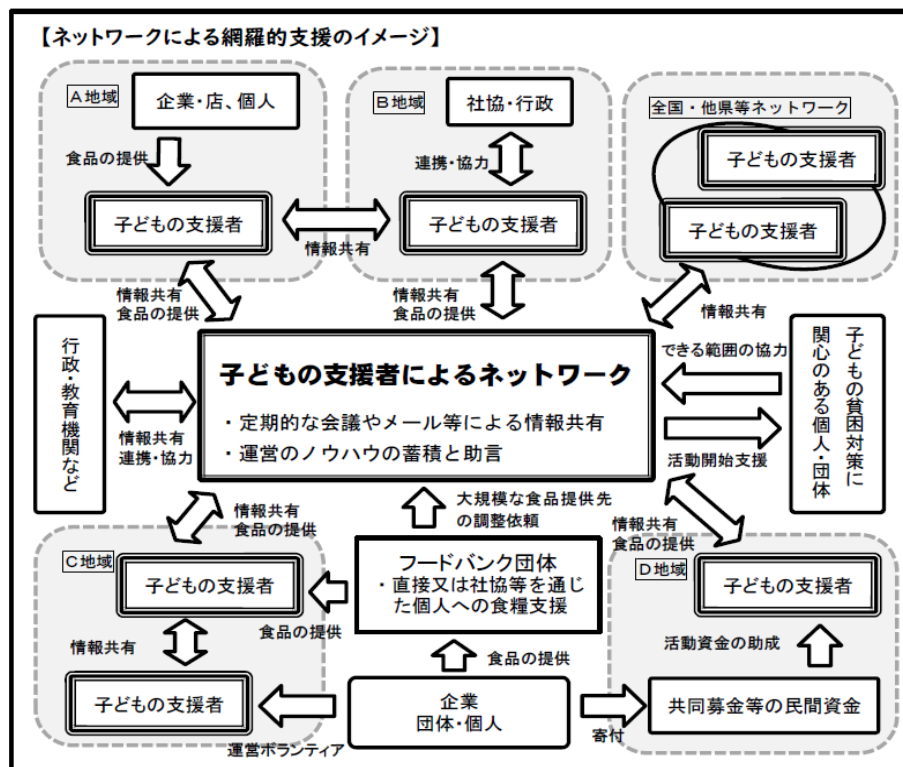 【ネットワークによる網羅的支援のイメージ】
A地域
企業・店、個人
食品の提供
子どもの支援者
B地域
社協・行政
連携・協力
子どもの支援者
情報共有
全国・他県等ネットワーク
子どもの支援者
子どもの支援者
情報共有
食品の提供
情報共有
食品の提供
情報共有
行政・教育機関など
情報共有
連携・協力
子どもの支援者によるネットワーク
・定期的な会議やメール等による情報共有
・運営のノウハウの蓄積と助言
できる範囲の協力
活動開始支援
子どもの貧困対策に
関心のある個人・団体
情報共有
食品の提供
大規模な食品提供先
の調整依頼
情報共有
食品の提供
C地域
子どもの支援者
情報共有
子どもの支援者
食品の提供
フードバンク団体
・直接又は社協等を通じ
た個人への食糧支援
食品の提供
企業
団体・個人
運営ボランティア
寄付
D地域
子どもの支援者
活動資金の助成
共同募金等の民間資金